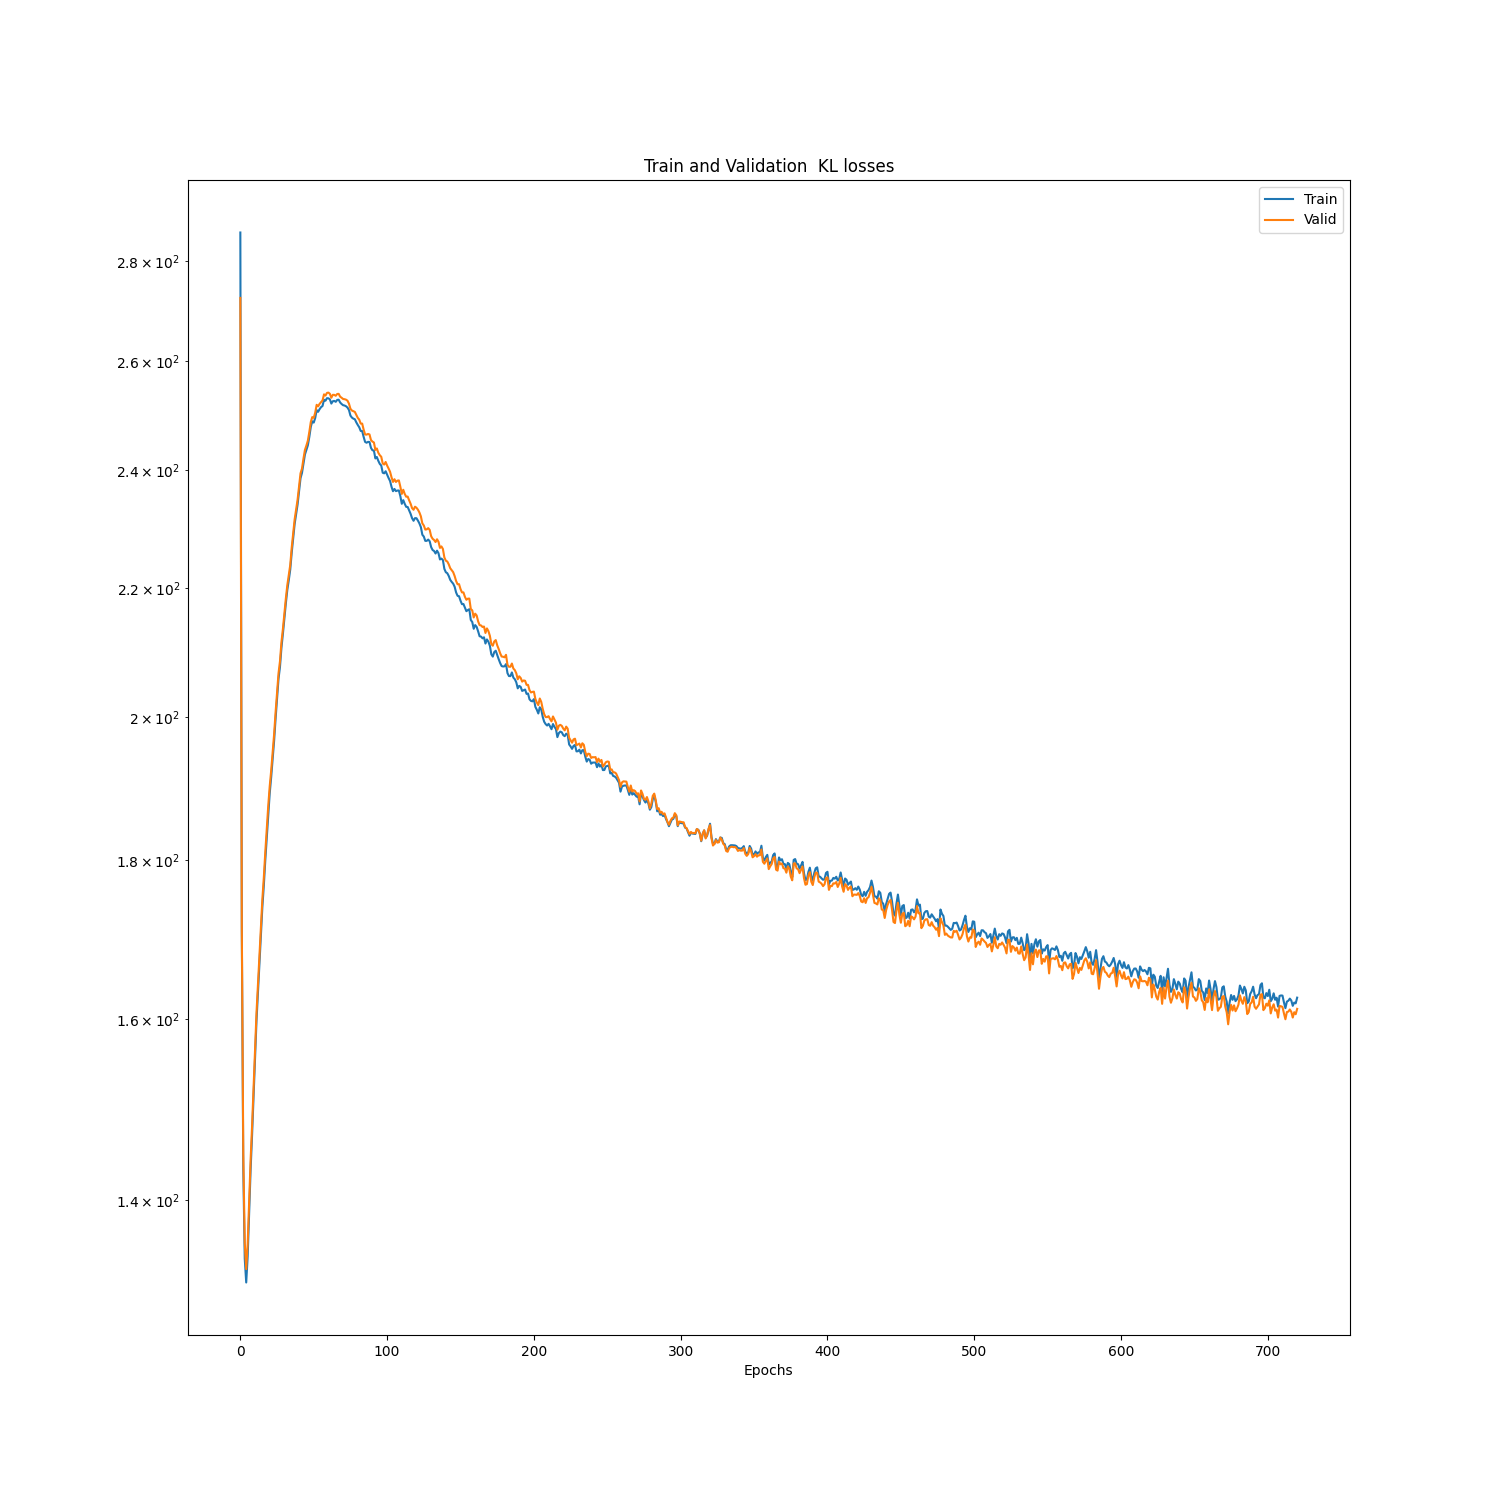 Train and Validation  KL losses
Train
Valid
2.8 × 10²
2.6 × 10²
2.4 × 10²
2.2 × 10²
2 × 10²
1.8 × 10²
1.6 × 10²
1.4 × 10²
0 100 200 300 400 500 600 700
Epochs